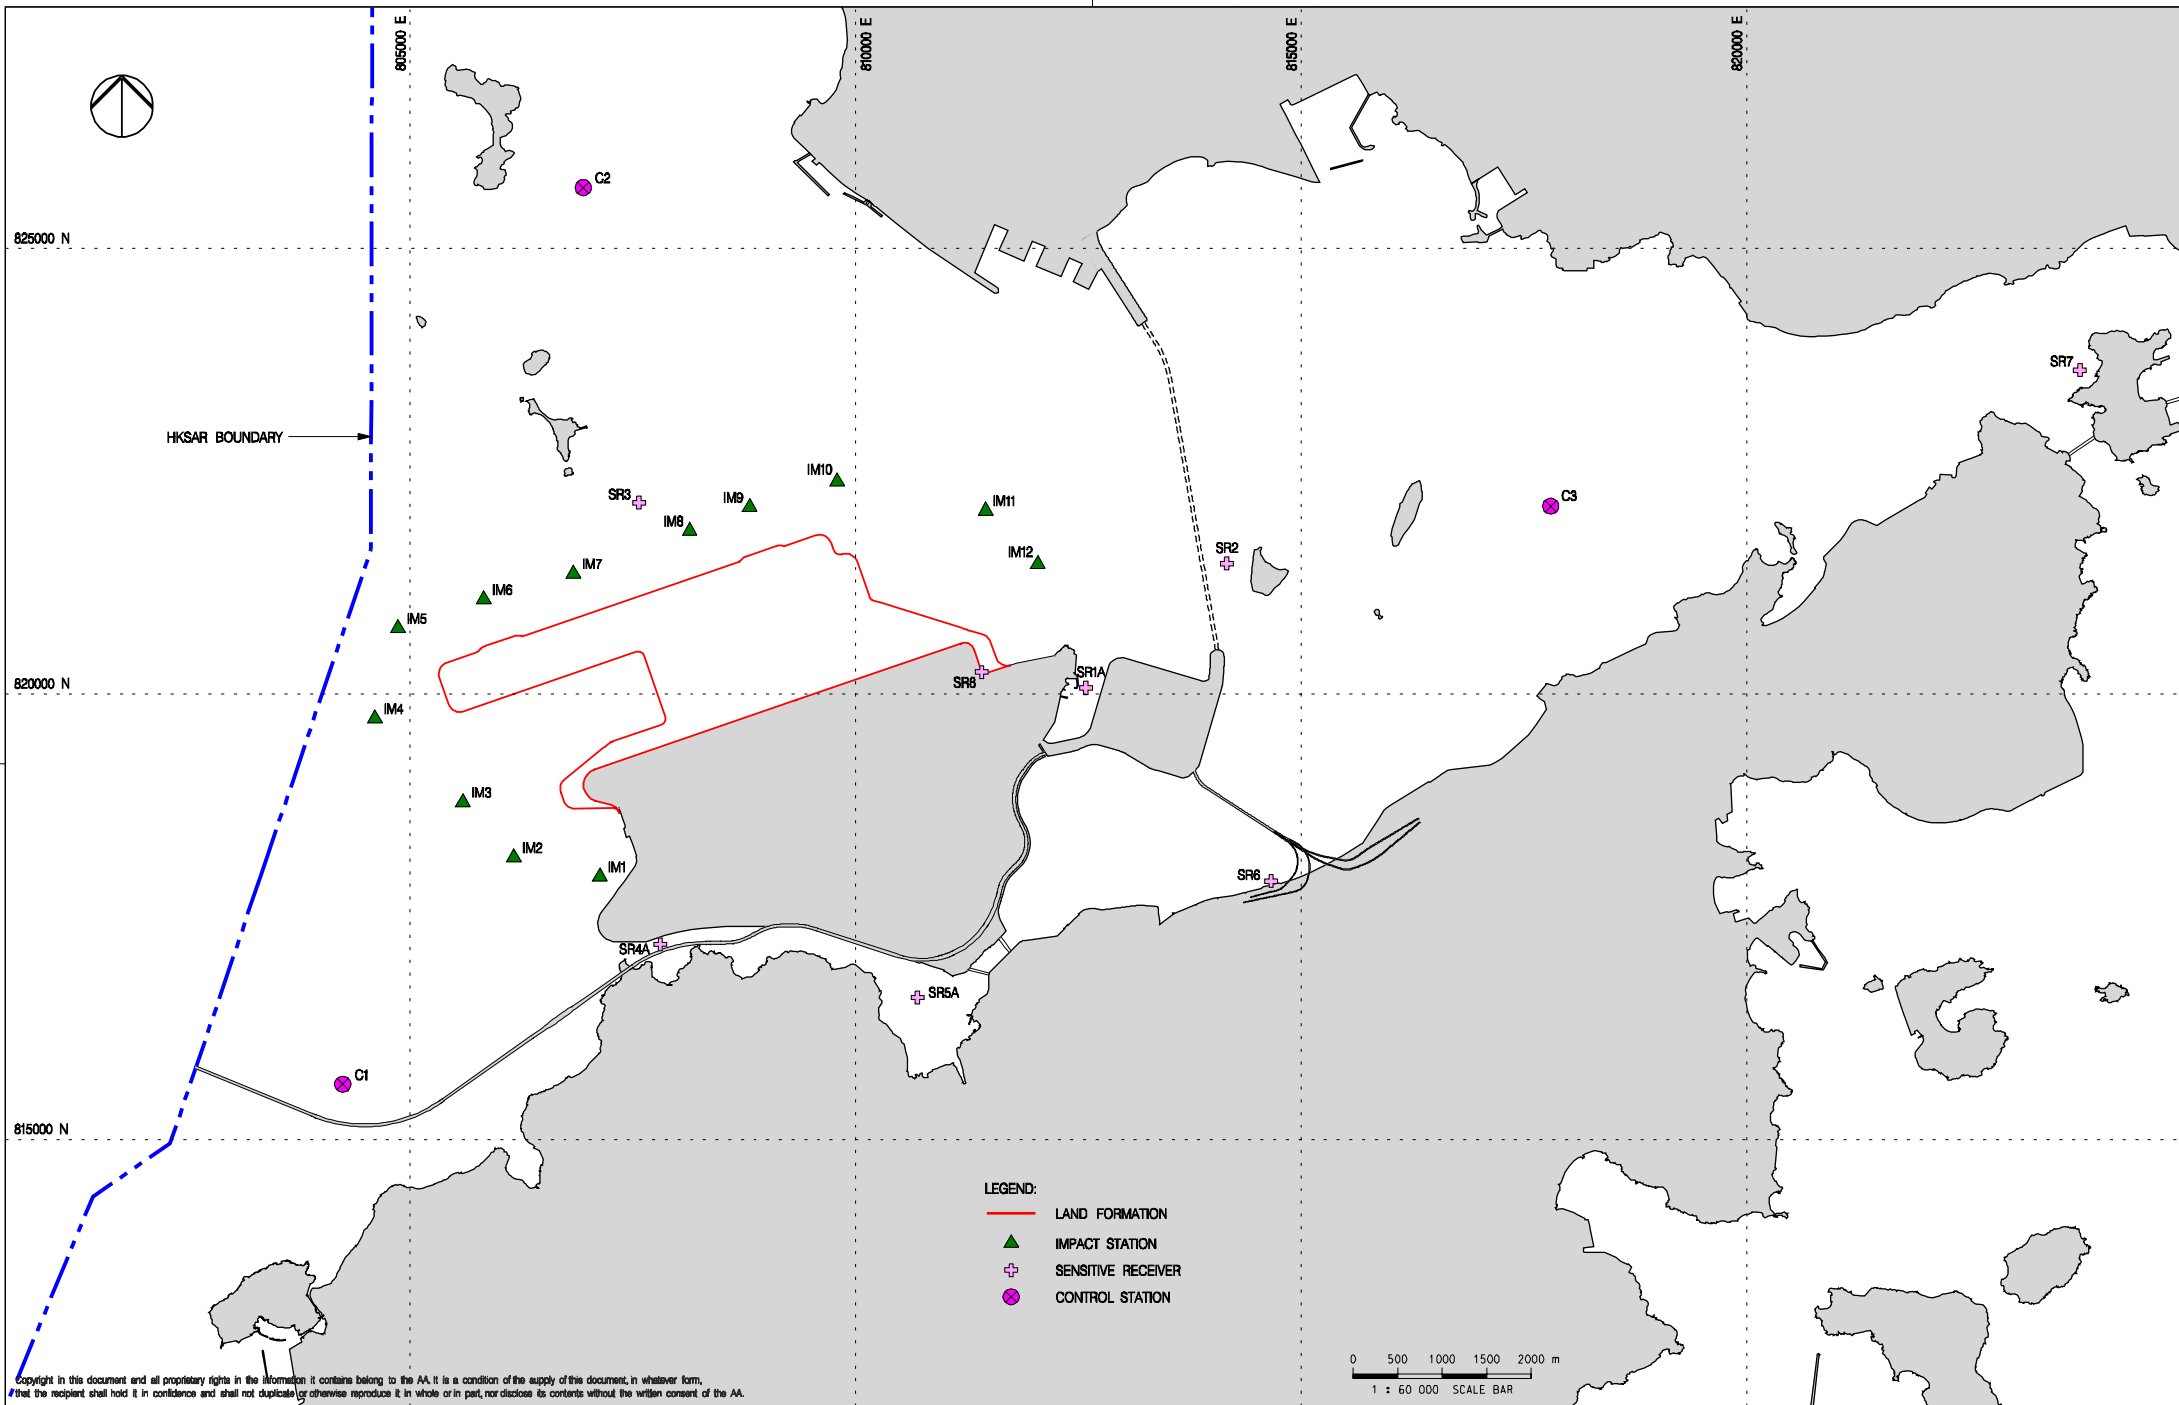 805000 E
810000 E
815000 E
820000 E
C2
825000 N
SR7
HKSAR BOUNDARY
IM10
SR3
IM9
IM11
C3
IM8
IM12
SR2
IM7
IM6
IM5
SR8
SR1A
820000 N
IM4
IM3
IM2
IM1
SR6
SR4A
SR5A
C1
815000 N
LEGEND:
LAND FORMATION
IMPACT STATION
SENSITIVE RECEIVER
CONTROL STATION
0 500 1000 1500 2000 m
1 : 60 000 SCALE BAR
Copyright in this document and all proprietary rights in the information it contains belong to the AA. It is a condition of the supply of this document, in whatever form,
that the recipient shall hold it in confidence and shall not duplicate or otherwise reproduce it in whole or in part, nor disclose its contents without the written consent of the AA.